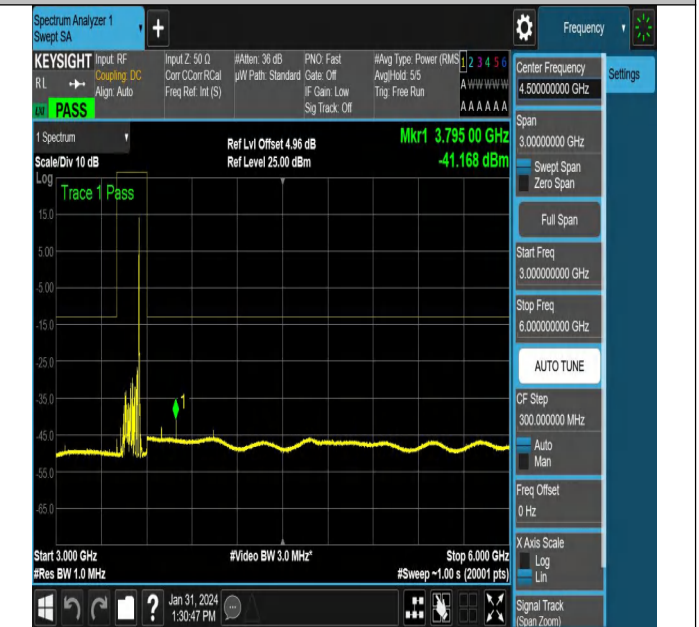 Spectrum Analyzer 1
Swept SA
+
Frequency
KEYSIGHT
RL
LXI PASS
Input: RF
Coupling: DC
Align: Auto
Input Z: 50 Ω
Corr CCorr RCal
Freq Ref: Int (S)
#Atten: 36 dB
µW Path: Standard
PNO: Fast
Gate: Off
IF Gain: Low
Sig Track: Off
#Avg Type: Power (RMS
Avg|Hold: 5/5
Trig: Free Run
1 2 3 4 5 6
A W W W W W
A A A A A A
1 Spectrum
Scale/Div 10 dB
Log
Ref Lvl Offset 4.96 dB
Ref Level 25.00 dBm
Mkr1 3.795 00 GHz
-41.168 dBm
Trace 1 Pass
15.0
5.00
-5.00
-15.0
-25.0
-35.0
-45.0
-55.0
-65.0
1
Start 3.000 GHz
#Res BW 1.0 MHz
#Video BW 3.0 MHz*
Stop 6.000 GHz
#Sweep ~1.00 s (20001 pts)
?
Jan 31, 2024
1:30:47 PM
Center Frequency
4.500000000 GHz
Settings
Span
3.00000000 GHz
Swept Span
Zero Span
Full Span
Start Freq
3.000000000 GHz
Stop Freq
6.000000000 GHz
AUTO TUNE
CF Step
300.000000 MHz
Auto
Man
Freq Offset
0 Hz
X Axis Scale
Log
Lin
Signal Track
(Span Zoom)